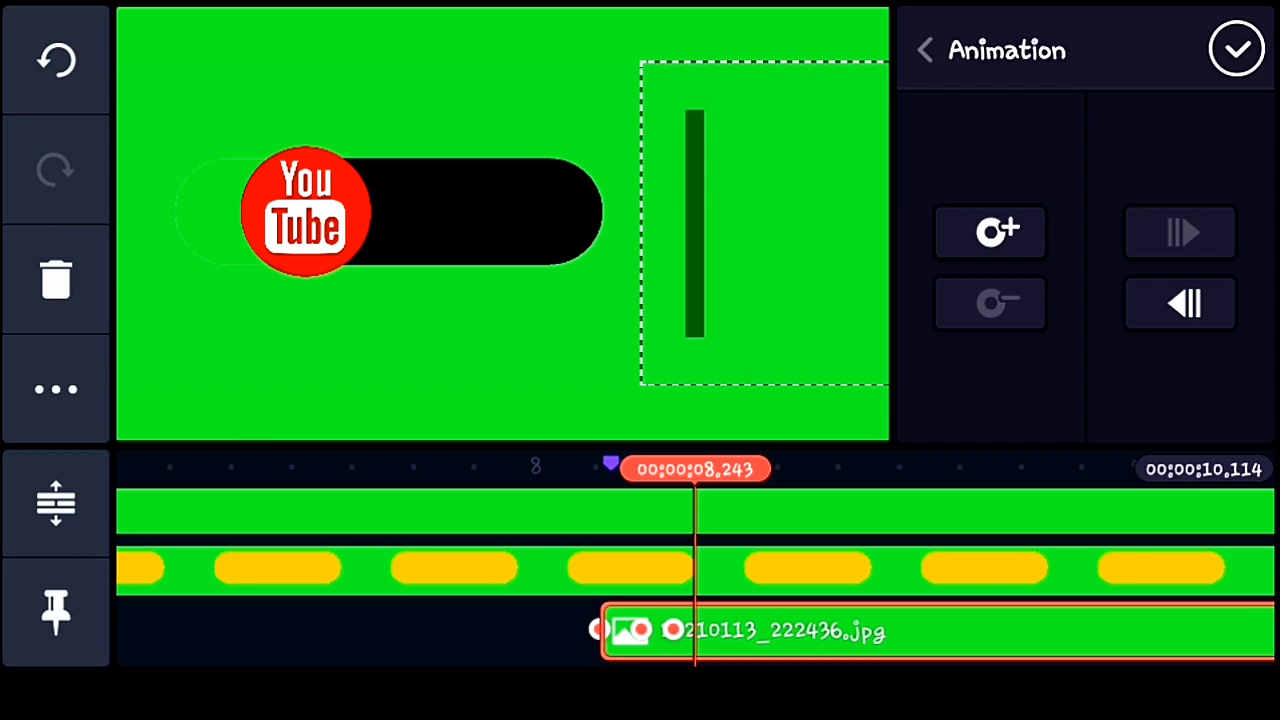 Animation
You
Tube
8
00:00:08.243
00:00:10.114
210113_222436.jpg